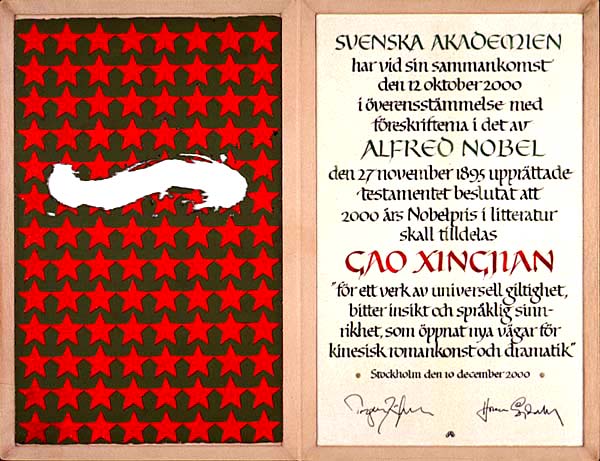 SVENSKA AKADEMIEN
har vid sin sammankomst
den 12 oktober 2000
i överensstämmelse med
föreskrifterna i det av
ALFRED NOBEL
den 27 november 1895 upprättade
testamentet beslutat att
2000 års Nobelpris i litteratur
skall tilldelas
GAO XINGJIAN
"för ett verk av universell giltighet,
bitter insikt och språklig sinn-
rikhet, som öppnat nya vägar för
kinesisk romankonst och dramatik"
• Stockholm den 10 december 2000 •